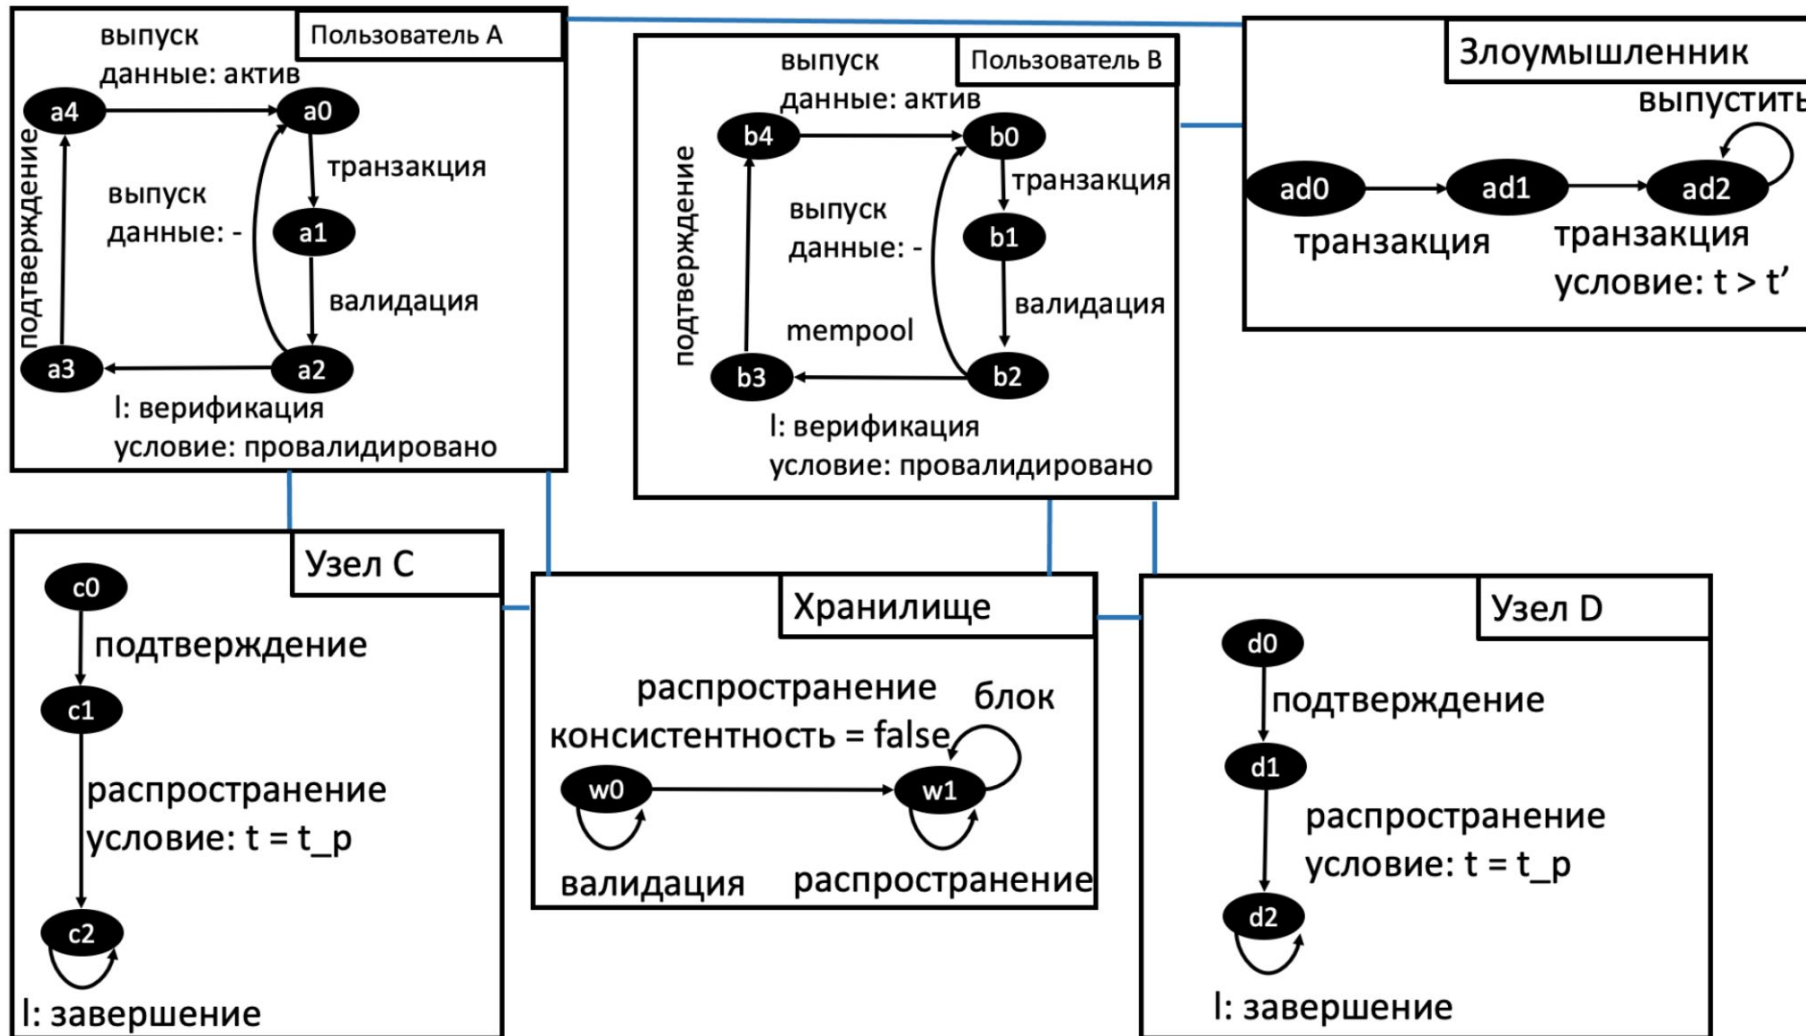 выпуск
данные: актив
Пользователь А
a4
a0
подтверждение
транзакция
выпуск
данные: -
a1
валидация
a3
a2
I: верификация
условие: провалидировано
выпуск
данные: актив
Пользователь В
b4
b0
подтверждение
транзакция
выпуск
данные: -
b1
валидация
mempool
b3
b2
I: верификация
условие: провалидировано
Злоумышленник
выпустить
ad0
ad1
ad2
транзакция
транзакция
условие: t > t’
Узел С
c0
подтверждение
c1
распространение
условие: t = t_p
c2
I: завершение
Хранилище
распространение
консистентность = false
блок
w0
w1
валидация
распространение
Узел D
d0
подтверждение
d1
распространение
условие: t = t_p
d2
I: завершение